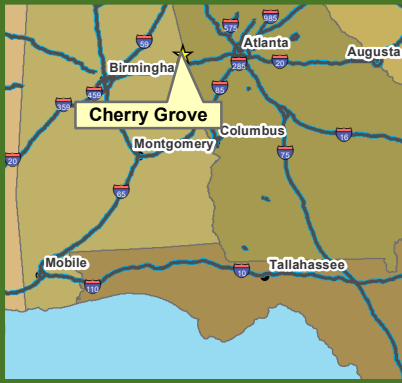 575
985
59
Atlanta
Augusta
Birmingha
285
20
459
85
359
Cherry Grove
Columbus
16
Montgomery
75
20
65
Mobile
Tallahassee
10
110